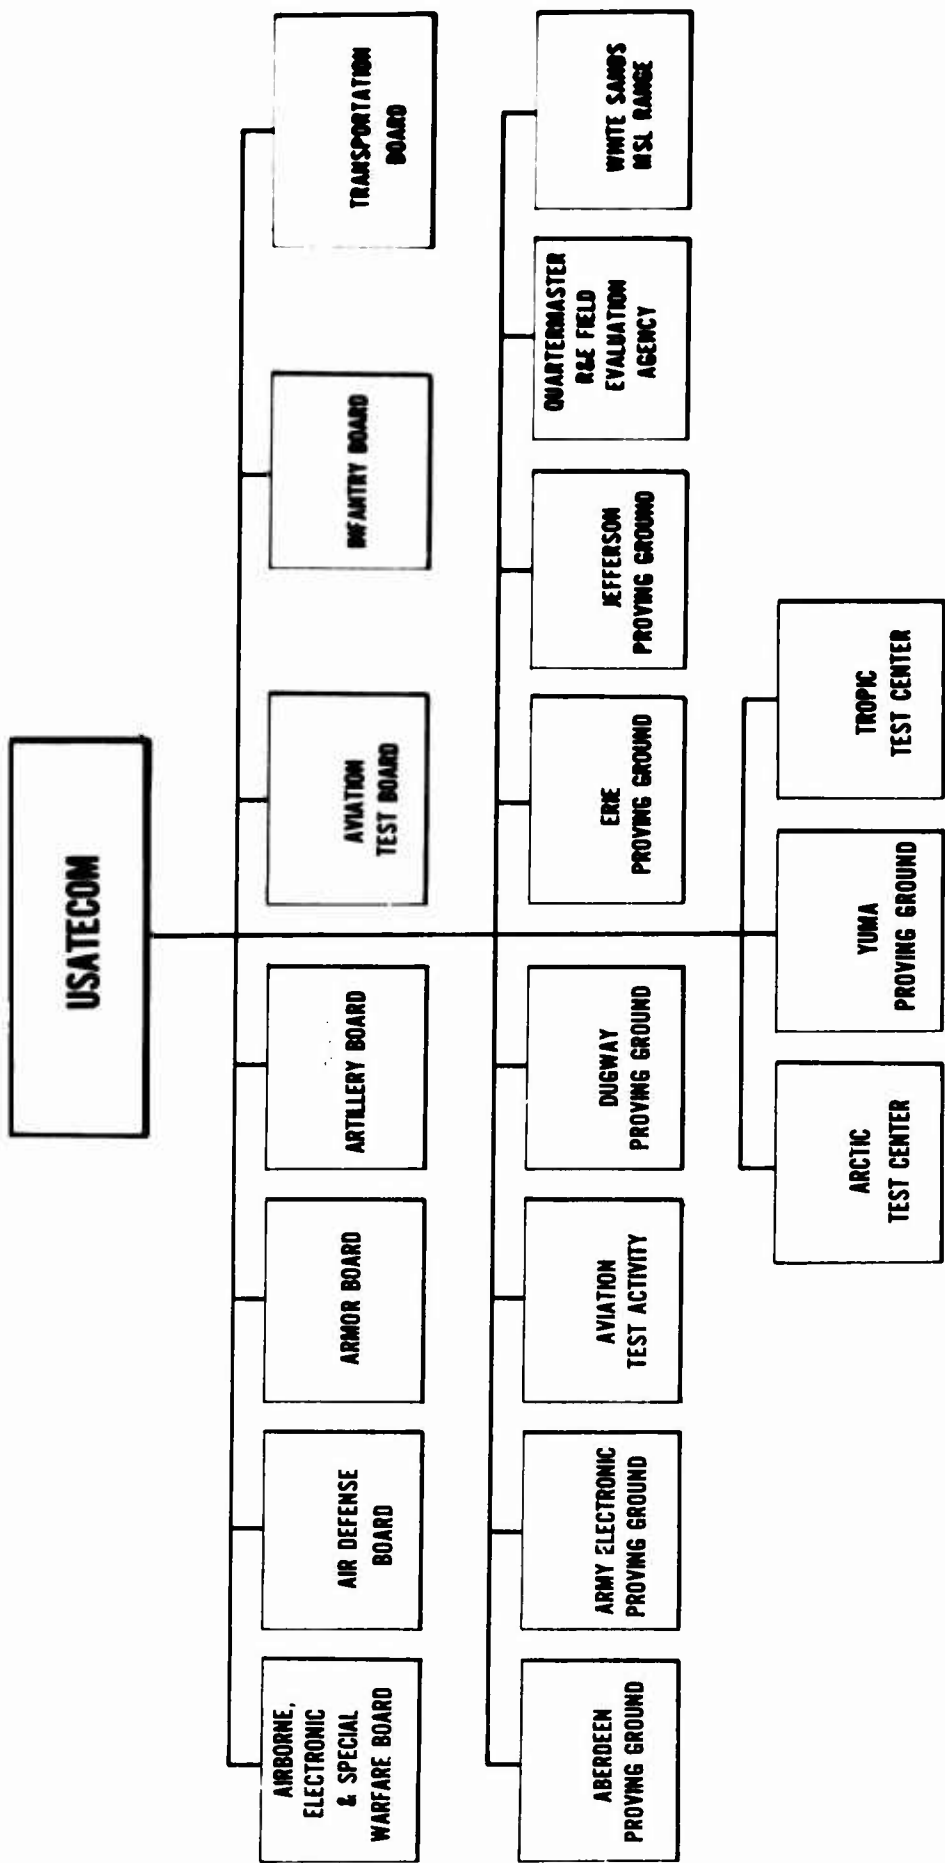 USATECOM
AIRBORNE,
ELECTRONIC
& SPECIAL
WARFARE BOARD
AIR DEFENSE
BOARD
ARMOR BOARD
ARTILLERY BOARD
AVIATION
TEST BOARD
INFANTRY BOARD
TRANSPORTATION
BOARD
ABERDEEN
PROVING GROUND
ARMY ELECTRONIC
PROVING GROUND
AVIATION
TEST ACTIVITY
DUGWAY
PROVING GROUND
ERIE
PROVING GROUND
JEFFERSON
PROVING GROUND
QUARTERMASTER
R&E FIELD
EVALUATION
AGENCY
WHITE SANDS
MSL RANGE
ARCTIC
TEST CENTER
YUMA
PROVING GROUND
TROPIC
TEST CENTER